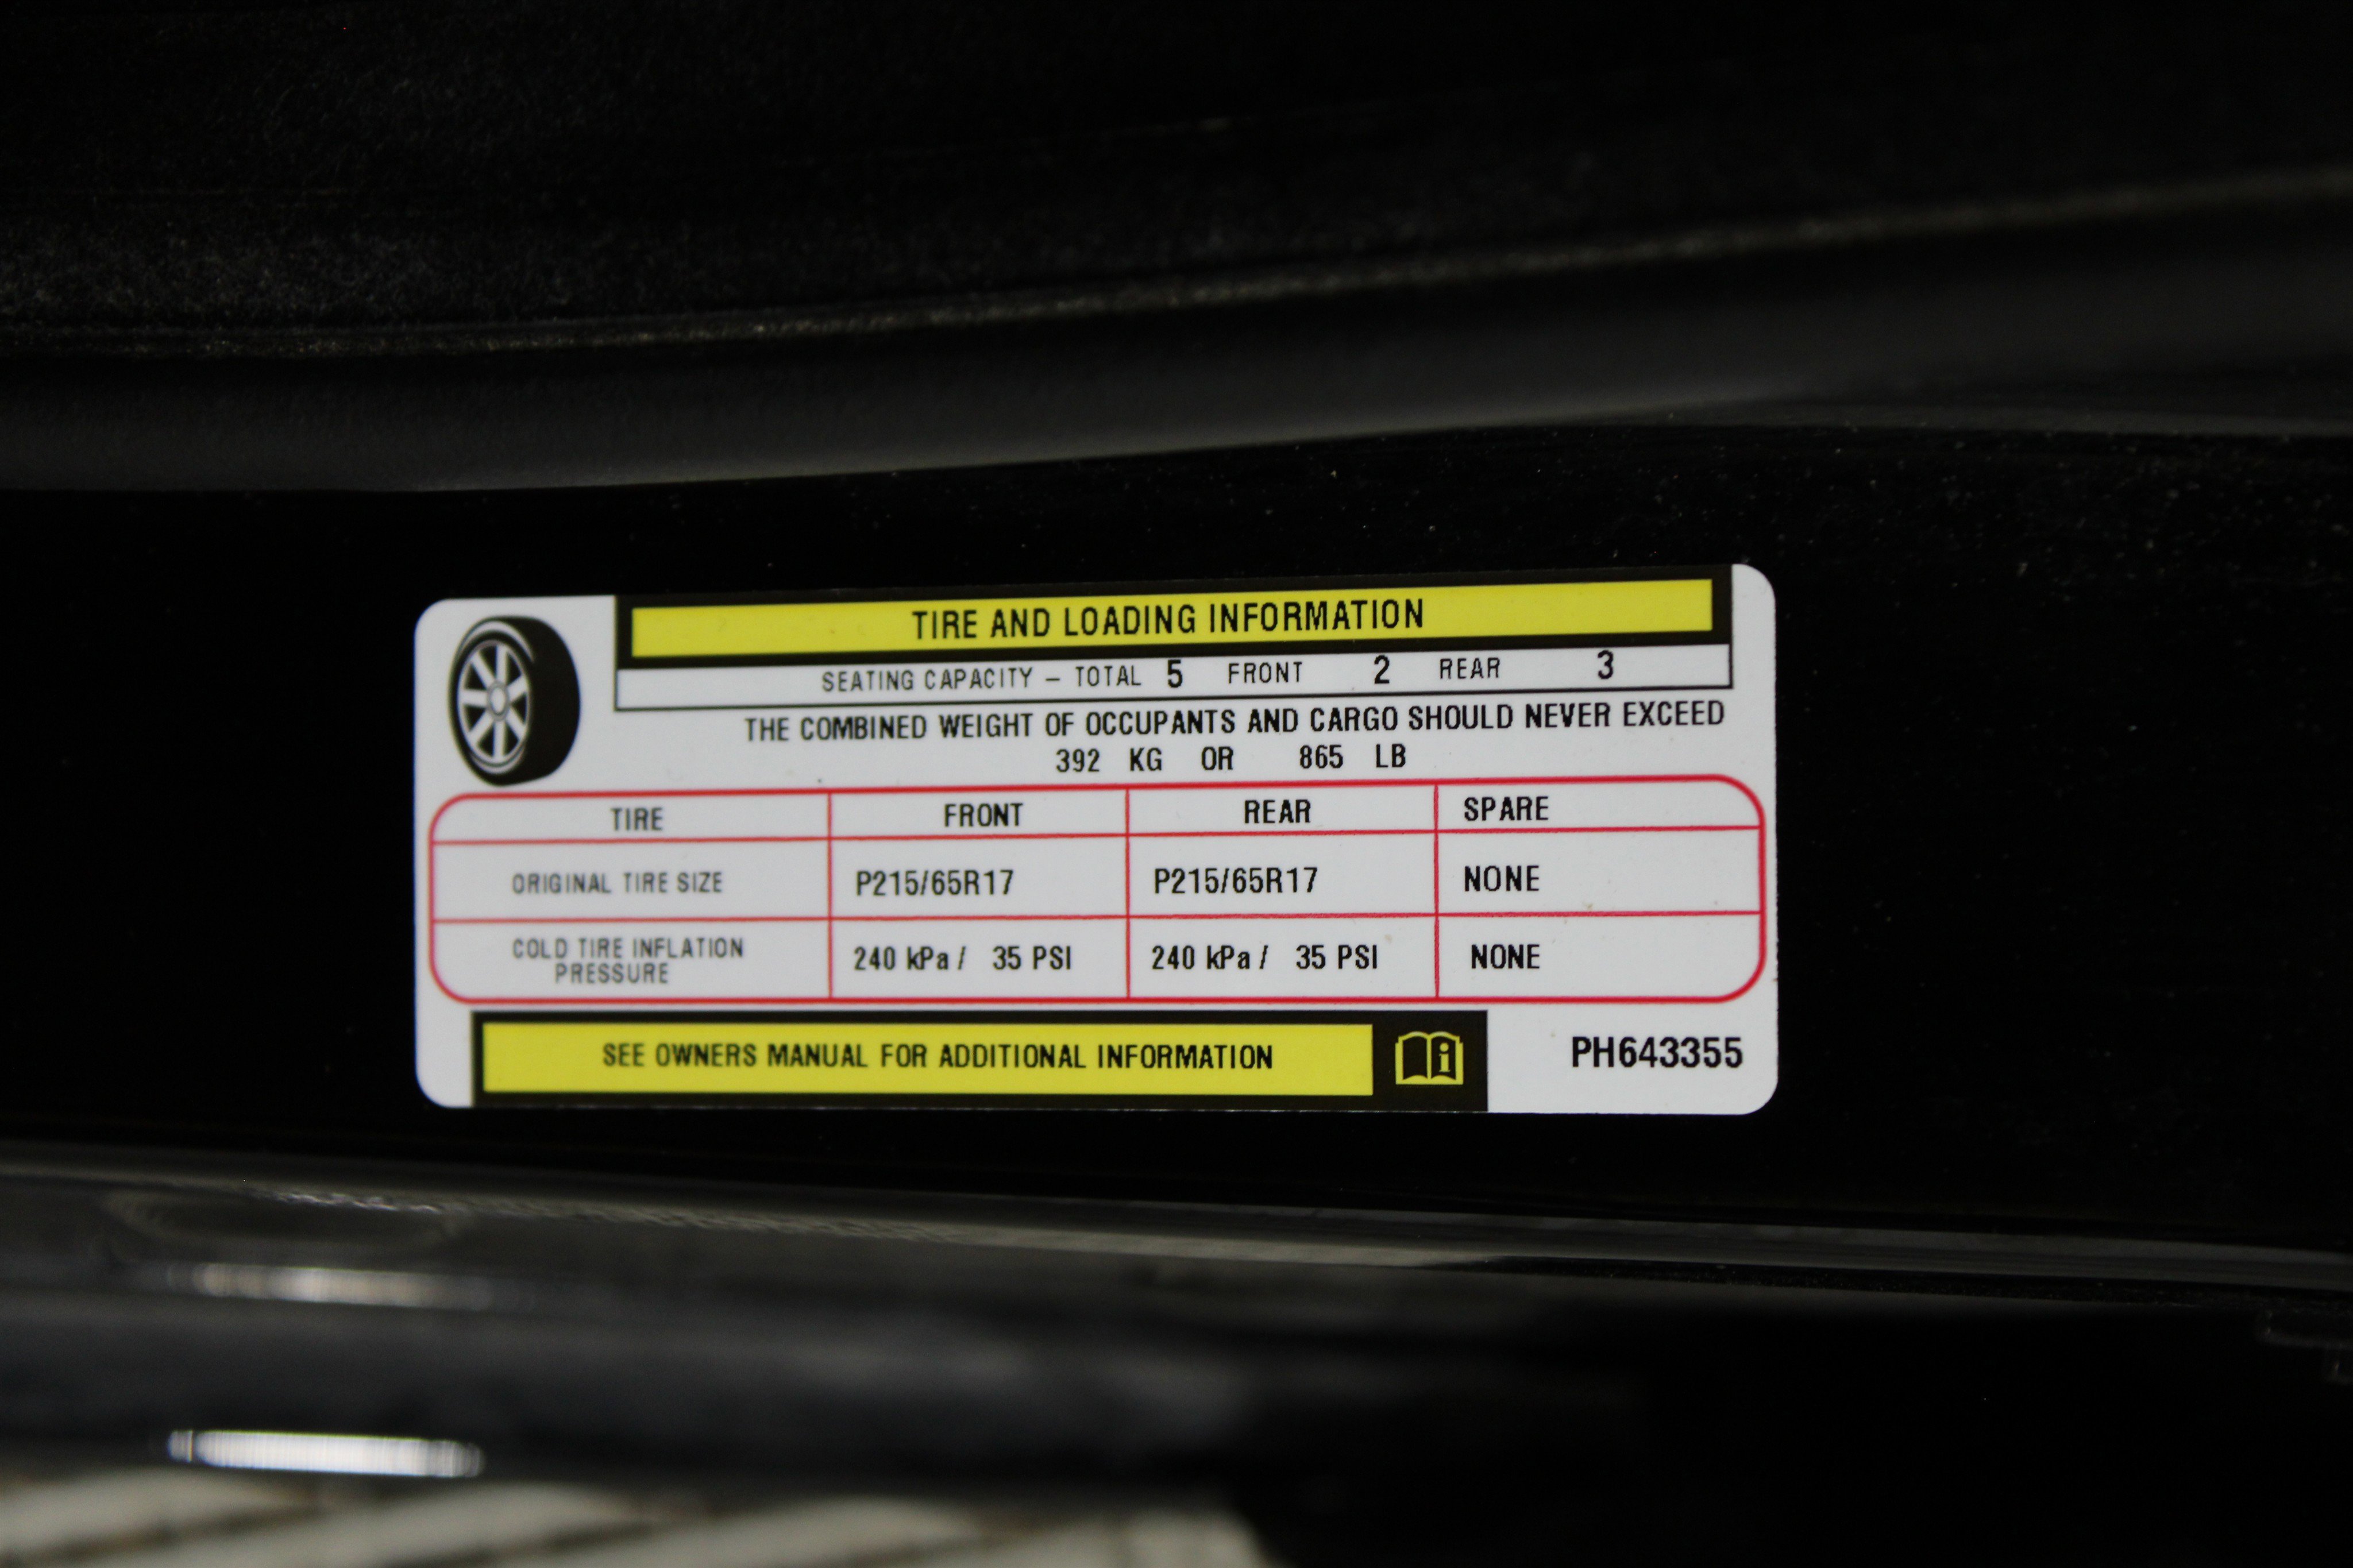 TIRE AND LOADING INFORMATION
SEATING CAPACITY – TOTAL 5 FRONT 2 REAR 3
THE COMBINED WEIGHT OF OCCUPANTS AND CARGO SHOULD NEVER EXCEED
392 KG OR 865 LB
TIRE FRONT REAR SPARE
ORIGINAL TIRE SIZE P215/65R17 P215/65R17 NONE
COLD TIRE INFLATION
PRESSURE 240 kPa / 35 PSI 240 kPa / 35 PSI NONE
SEE OWNERS MANUAL FOR ADDITIONAL INFORMATION PH643355